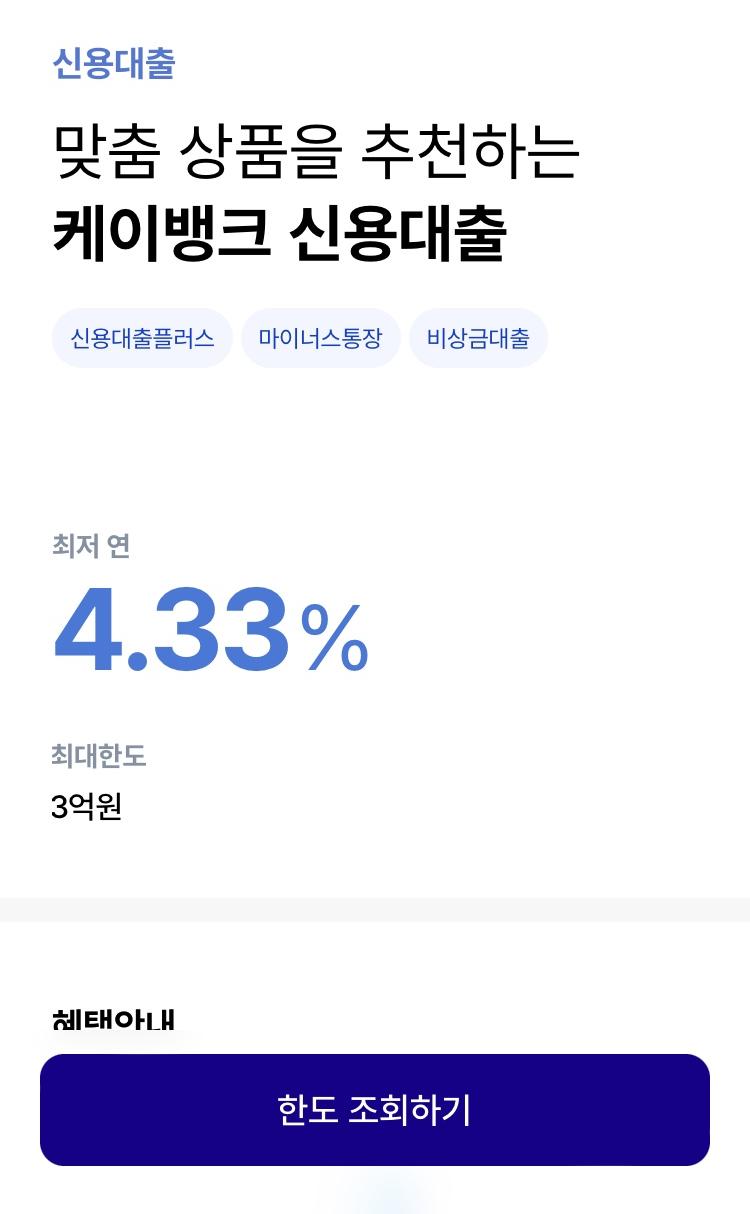 신용대출
맞춤 상품을 추천하는
케이뱅크 신용대출
신용대출플러스 마이너스통장 비상금대출
최저 연
4.33%
최대한도
3억원
혜택안내
한도 조회하기